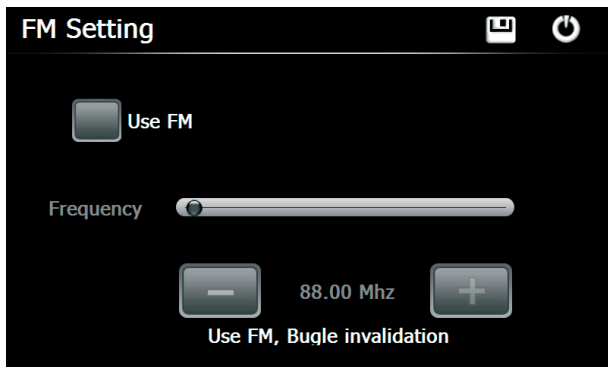 FM Setting
Use FM
Frequency
88.00 Mhz
Use FM, Bugle invalidation